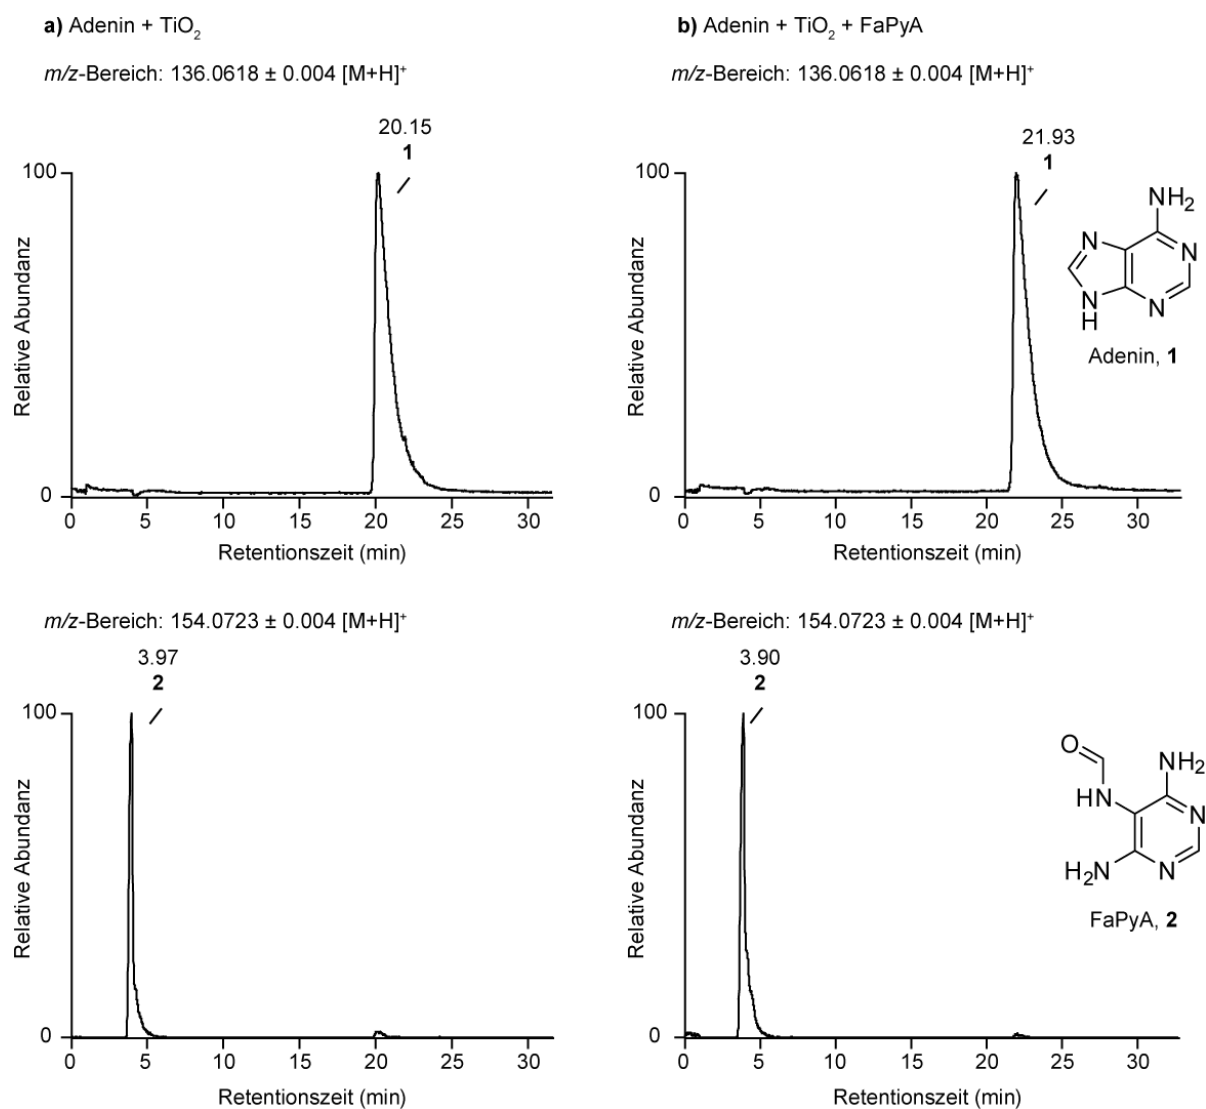 a) Adenin + TiO₂
m/z-Bereich: 136.0618 ± 0.004 [M+H]⁺
20.15
1
100
0
Relative Abundanz
0 5 10 15 20 25 30
Retentionszeit (min)
b) Adenin + TiO₂ + FaPyA
m/z-Bereich: 136.0618 ± 0.004 [M+H]⁺
21.93
1
100
0
Relative Abundanz
0 5 10 15 20 25 30
Retentionszeit (min)
NH₂
N
N
N
H
N
Adenin, 1
m/z-Bereich: 154.0723 ± 0.004 [M+H]⁺
3.97
2
100
0
Relative Abundanz
0 5 10 15 20 25 30
Retentionszeit (min)
m/z-Bereich: 154.0723 ± 0.004 [M+H]⁺
3.90
2
100
0
Relative Abundanz
0 5 10 15 20 25 30
Retentionszeit (min)
O
NH₂
HN
N
H₂N
N
FaPyA, 2